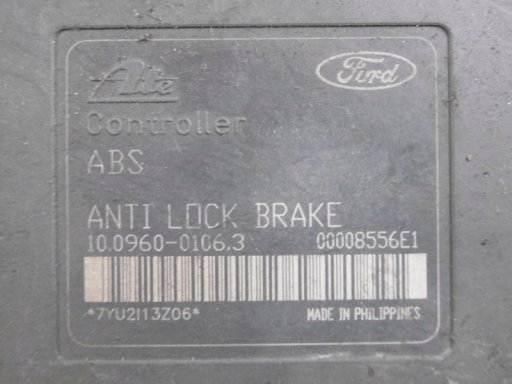 Ate
Ford
Controller
ABS
ANTI LOCK BRAKE
10.0960-0106.3 00008556E1
*7YU2I13Z06* MADE IN PHILIPPINES